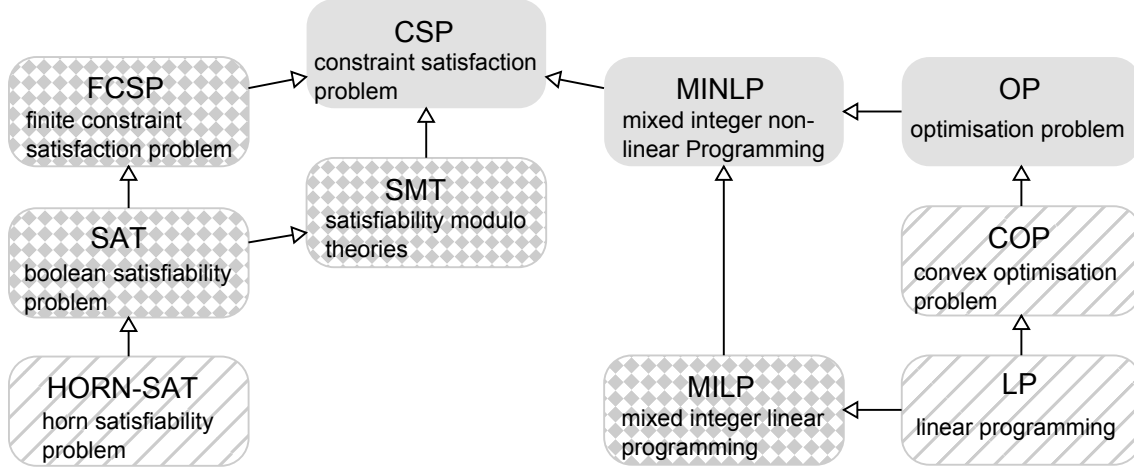 CSP
constraint satisfaction
problem
FCSP
finite constraint
satisfaction problem
MINLP
mixed integer non-
linear Programming
OP
optimisation problem
SMT
satisfiability modulo
theories
SAT
boolean satisfiability
problem
COP
convex optimisation
problem
HORN-SAT
horn satisfiability
problem
MILP
mixed integer linear
programming
LP
linear programming